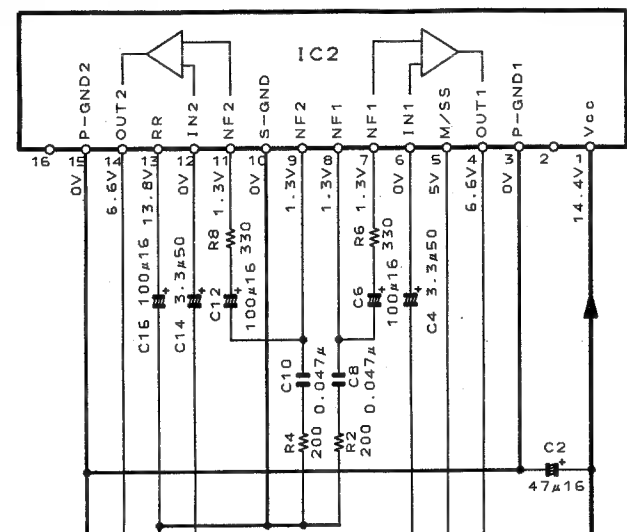 IC2
P-GND2
OUT2
RR
IN2
NF2
S-GND
NF2
NF1
NF1
IN1
M/SS
OUT1
P-GND1
Vcc
16
15
14
13
12
11
10
9
8
7
6
5
4
3
2
1
0V
6.6V
13.8V
0V
1.3V
0V
1.3V
1.3V
1.3V
0V
5V
6.6V
0V
14.4V
R8
330
R6
330
C16 100μ16
C14 3.3μ50
C12
100μ16
C6
100μ16
C4 3.3μ50
C10
0.047μ
C8
0.047μ
R4
200
R2
200
C2
47μ16